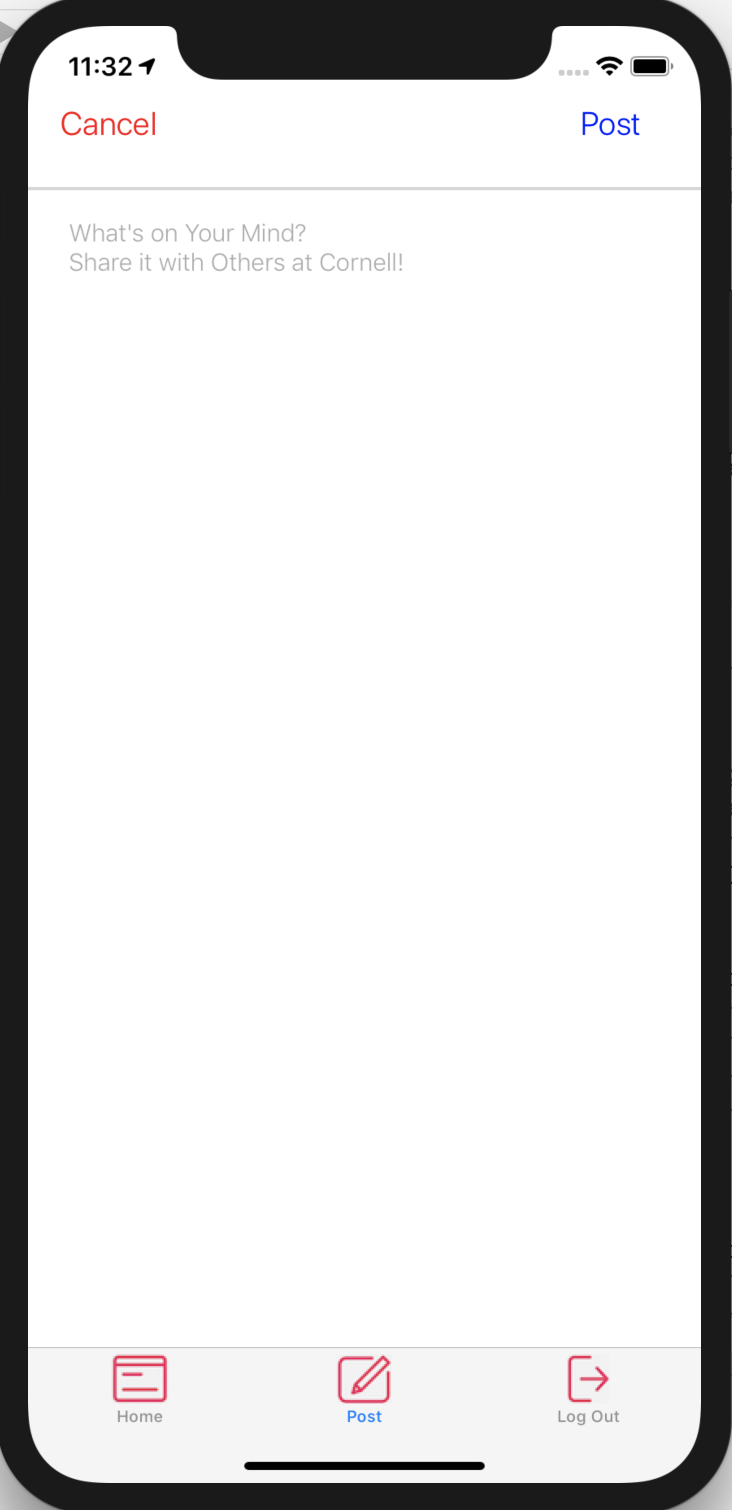 11:32
Cancel Post
What's on Your Mind?
Share it with Others at Cornell!
Home Post Log Out